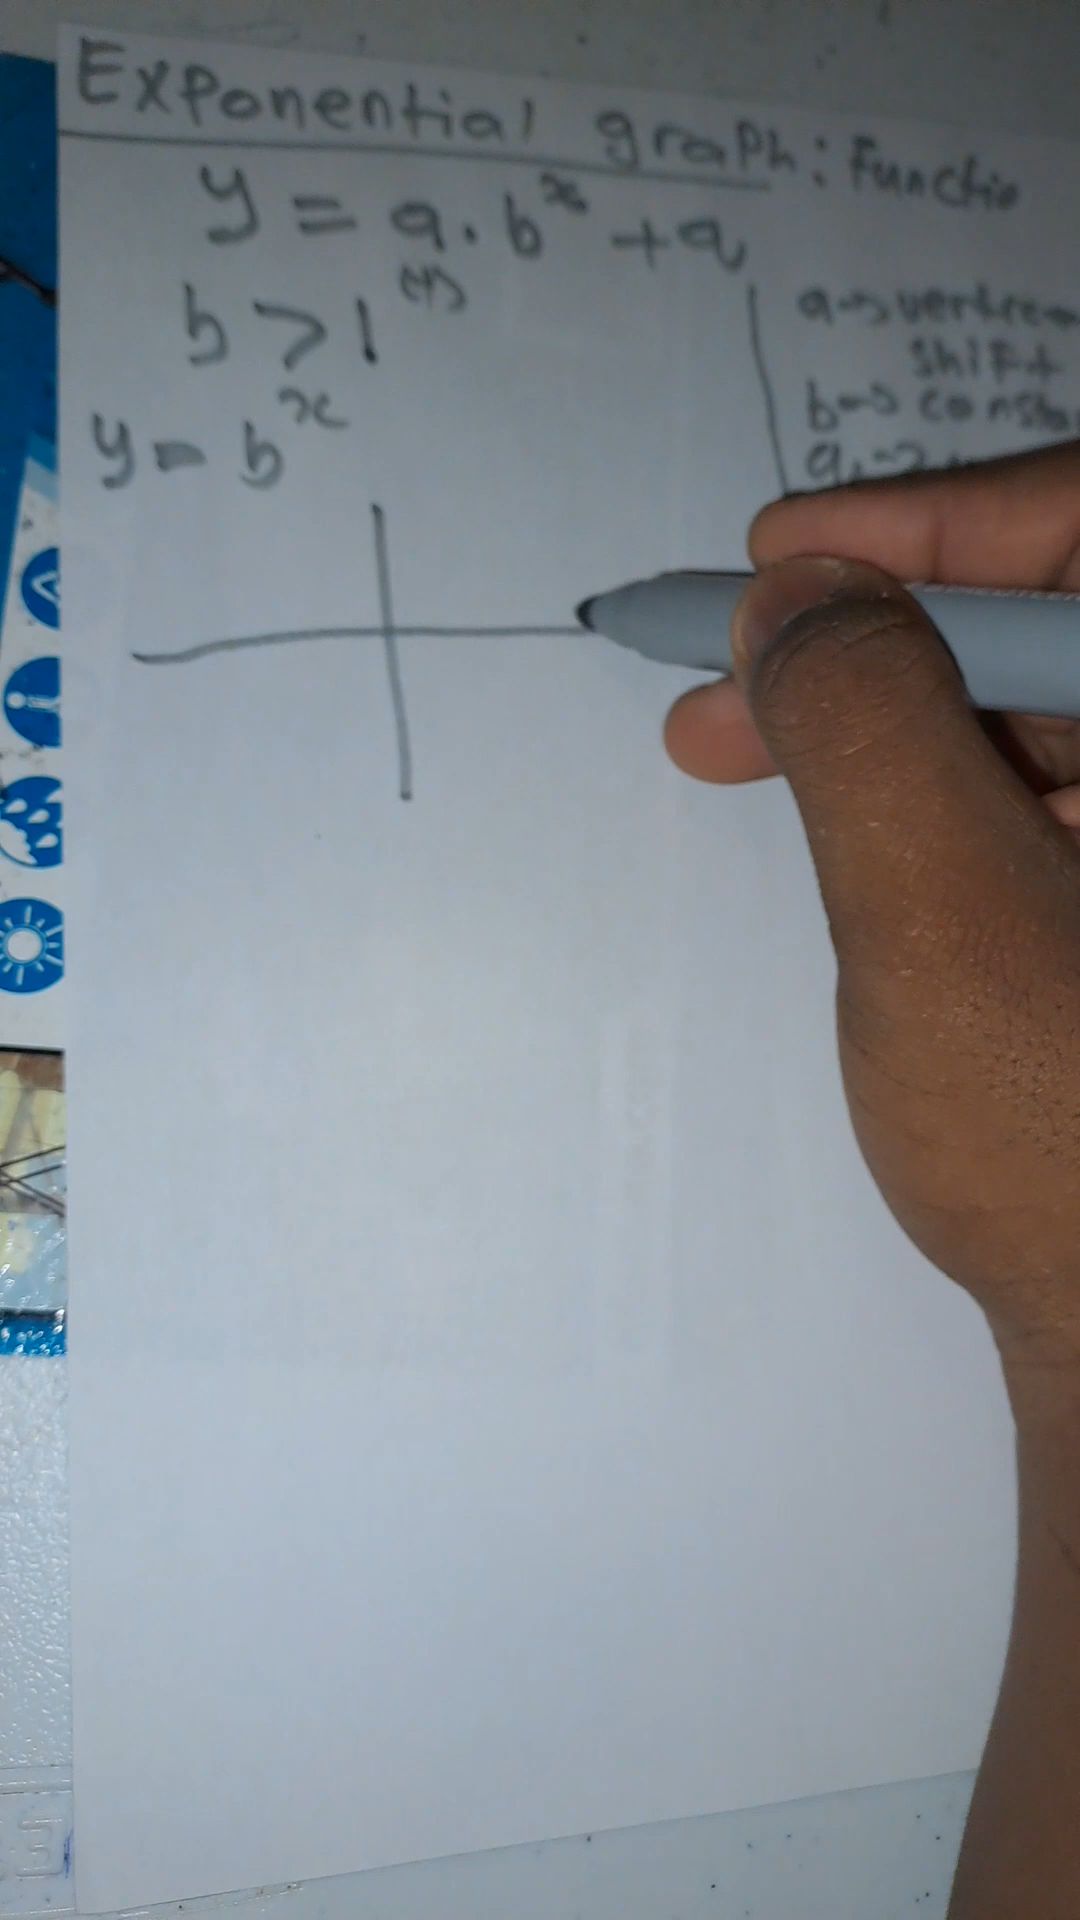 Exponential graph: Functio
y = a. b^x + q
b > 1 (+)
y = b^x
a → vertica
shift
b → consta